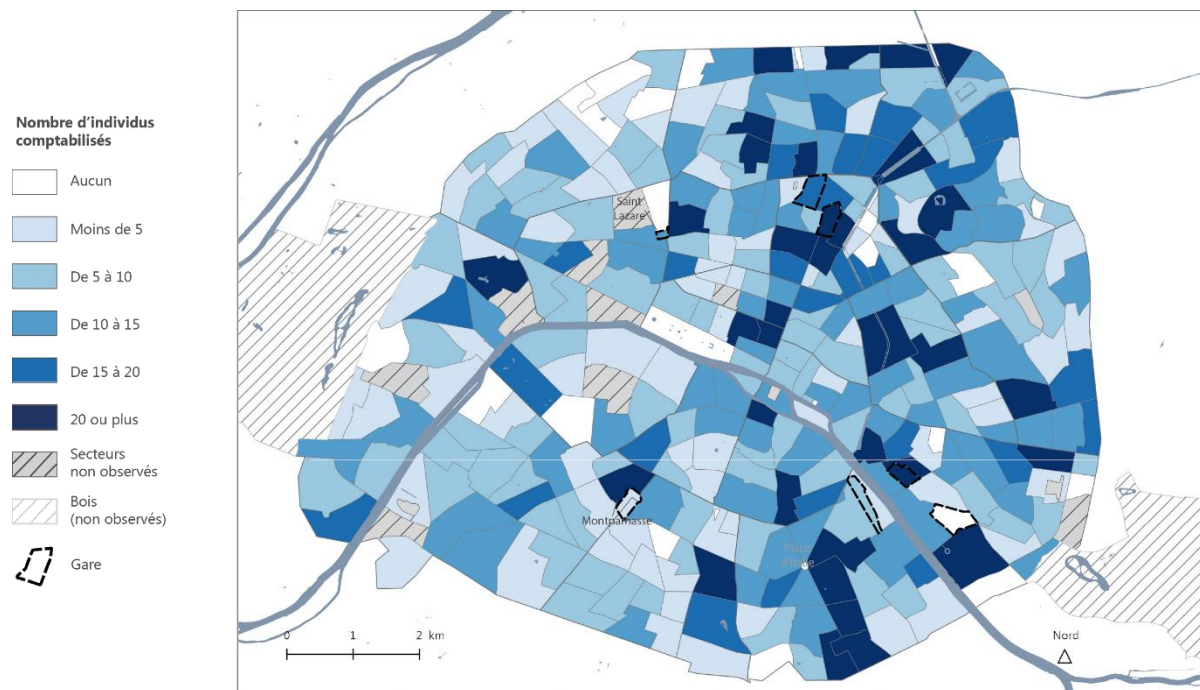 Nombre d’individus
comptabilisés
Aucun
Moins de 5
De 5 à 10
De 10 à 15
De 15 à 20
20 ou plus
Secteurs
non observés
Bois
(non observés)
Gare
Saint
Lazare
Montparnasse
Place
d'Italie
0 1 2 km
Nord